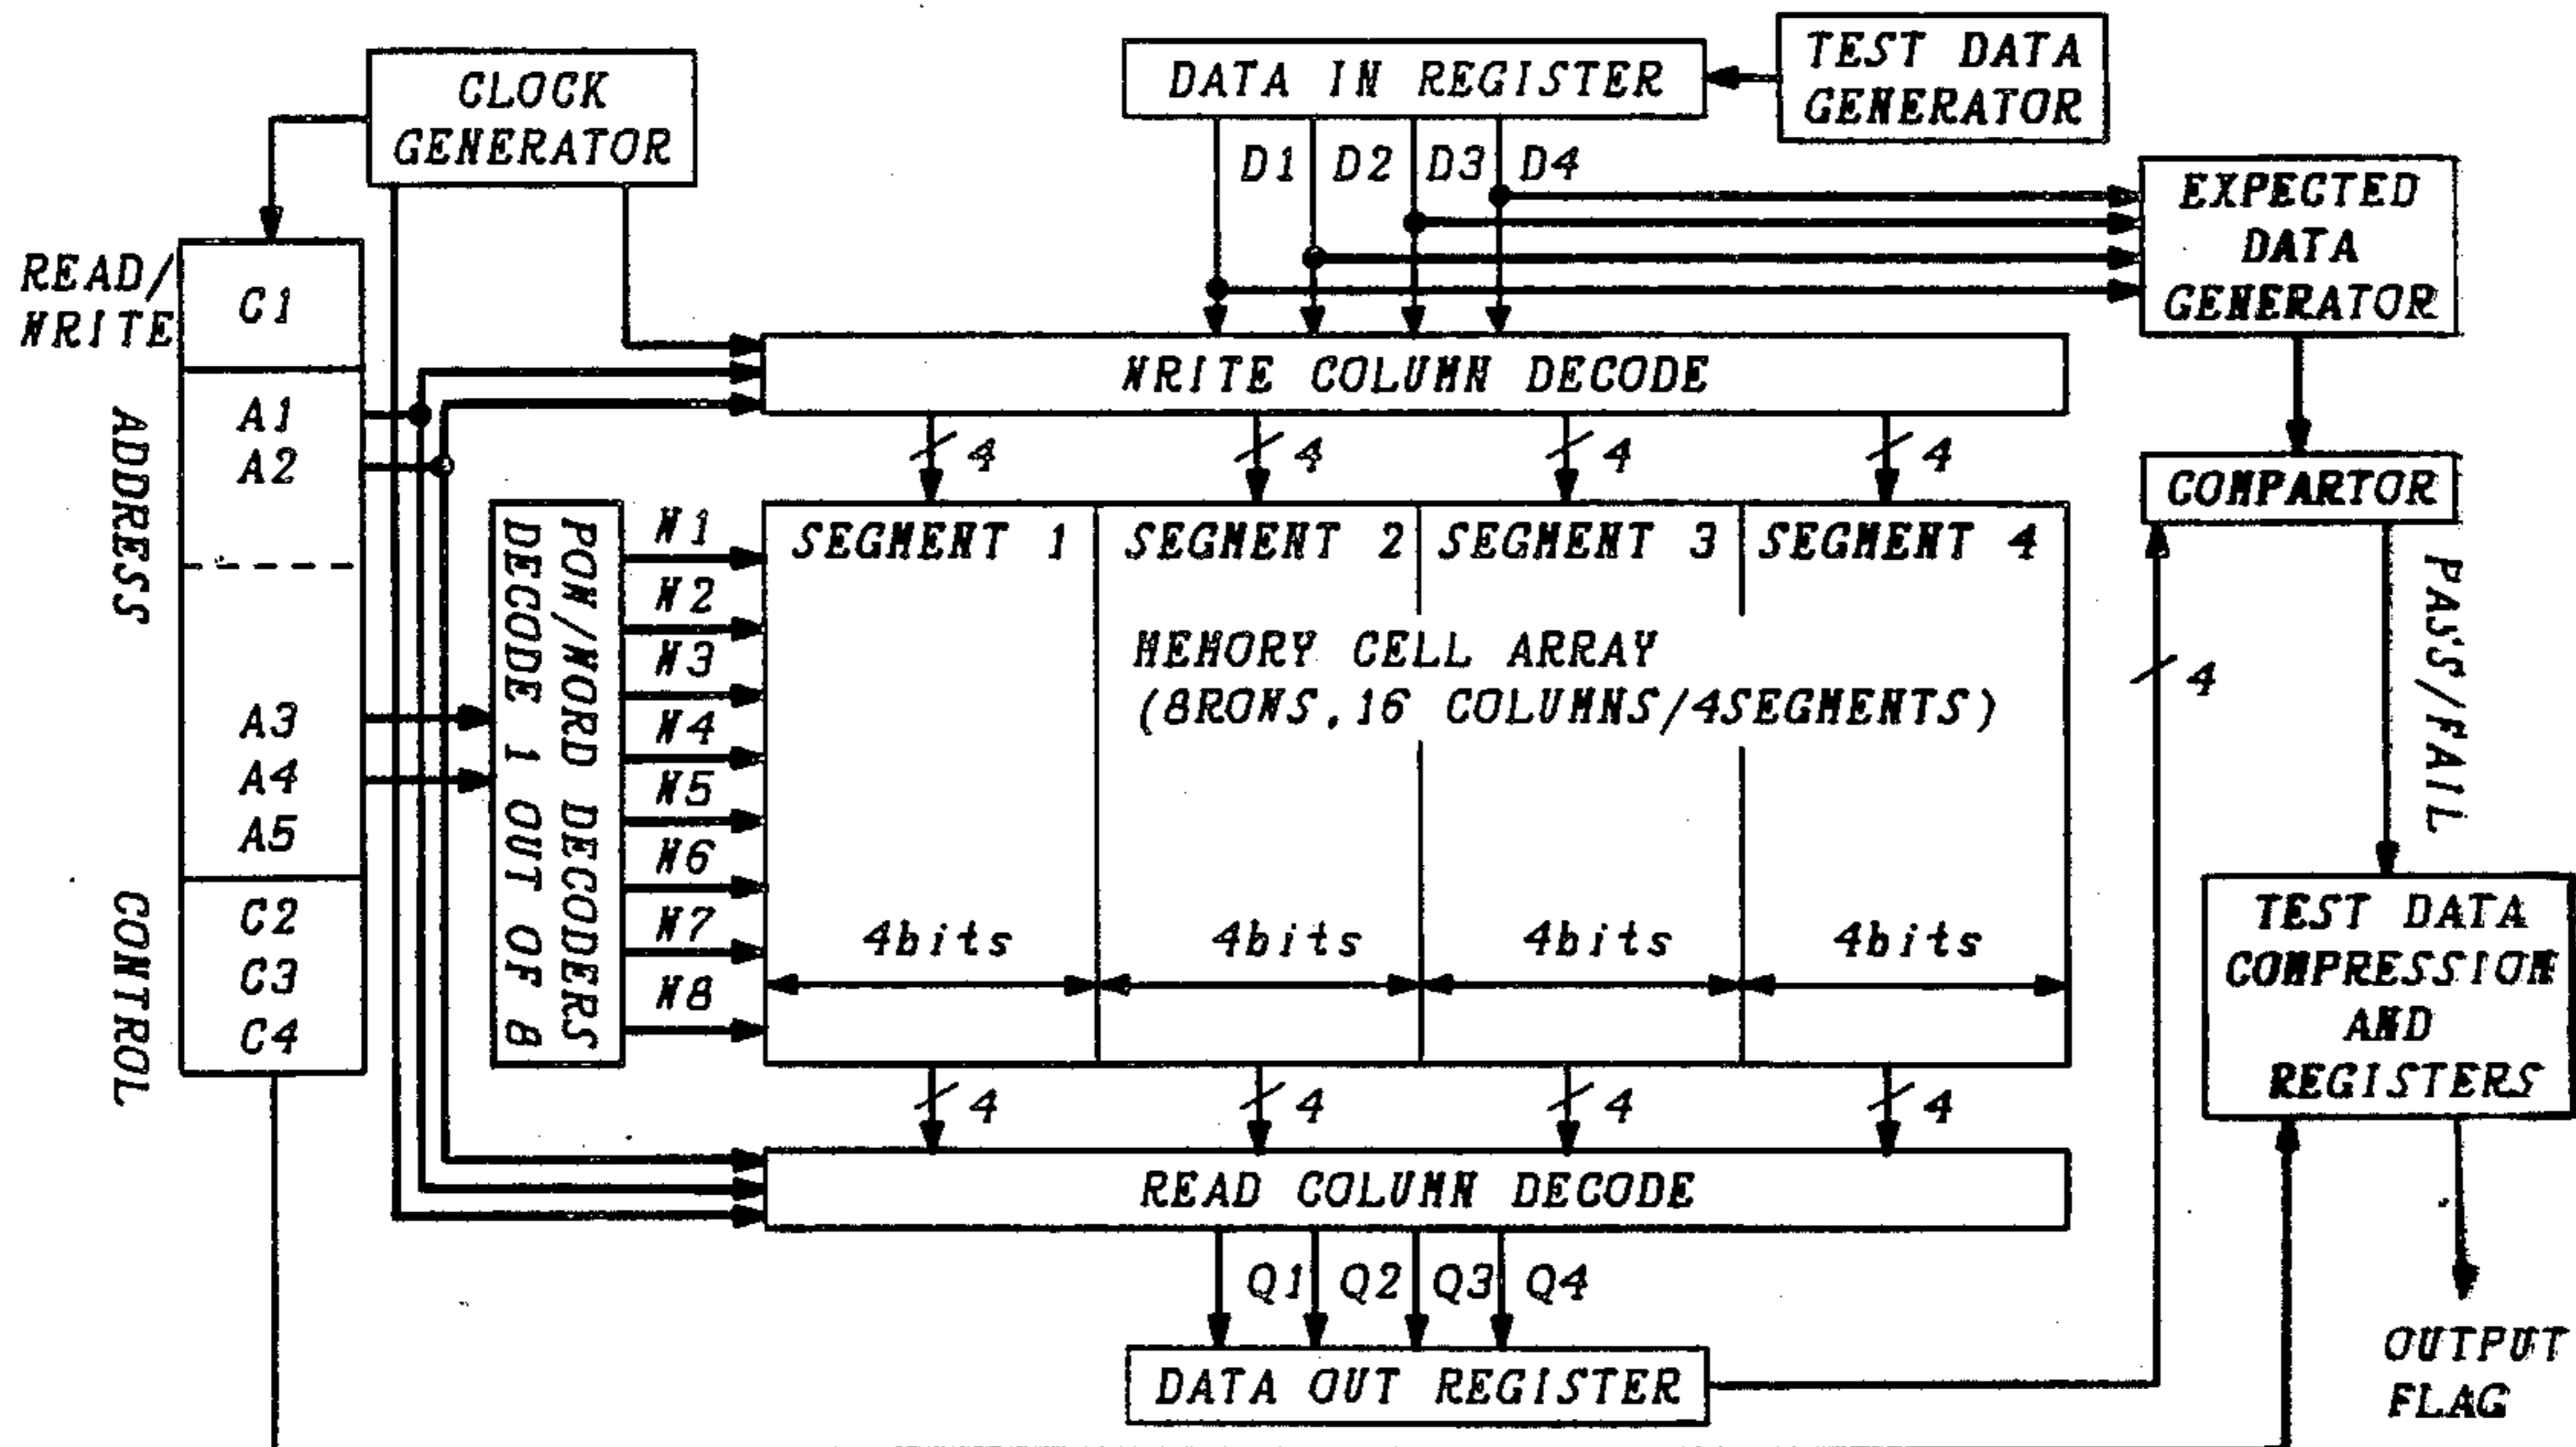 CLOCK
GENERATOR
DATA IN REGISTER
TEST DATA
GENERATOR
D1
D2
D3
D4
EXPECTED
DATA
GENERATOR
READ/
WRITE
C1
WRITE COLUMN DECODE
ADDRESS
A1
A2
4
4
4
4
COMPARTOR
POW/WORD DECODERS
DECODE 1 OUT OF 8
W1
W2
W3
W4
W5
W6
W7
W8
SEGMENT 1
SEGMENT 2
SEGMENT 3
SEGMENT 4
MEMORY CELL ARRAY
(8ROWS,16 COLUMNS/4SEGMENTS)
4
PASS/FAIL
A3
A4
A5
CONTROL
C2
C3
C4
4bits
4bits
4bits
4bits
TEST DATA
COMPRESSION
AND
REGISTERS
4
4
4
4
READ COLUMN DECODE
Q1
Q2
Q3
Q4
DATA OUT REGISTER
OUTPUT
FLAG